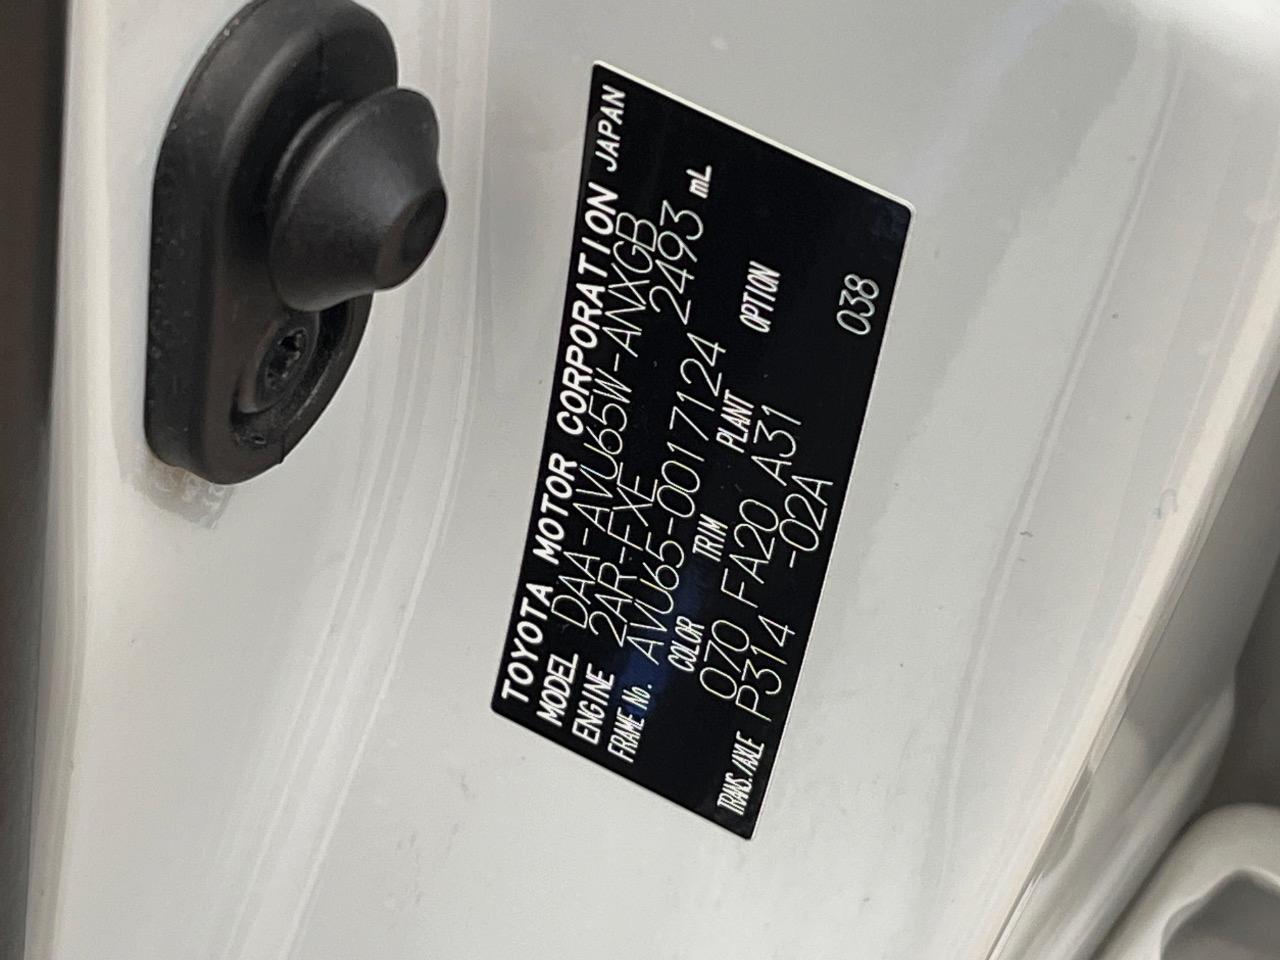 TOYOTA MOTOR CORPORATION JAPAN
MODEL DAA-AVU65W-ANXGB
ENGINE 2AR-FXE 2493 mL
FRAME No. AVU65-0017124
COLOR TRIM PLANT OPTION
070 FA20 A31
TRANS./AXLE P314 -02A
038